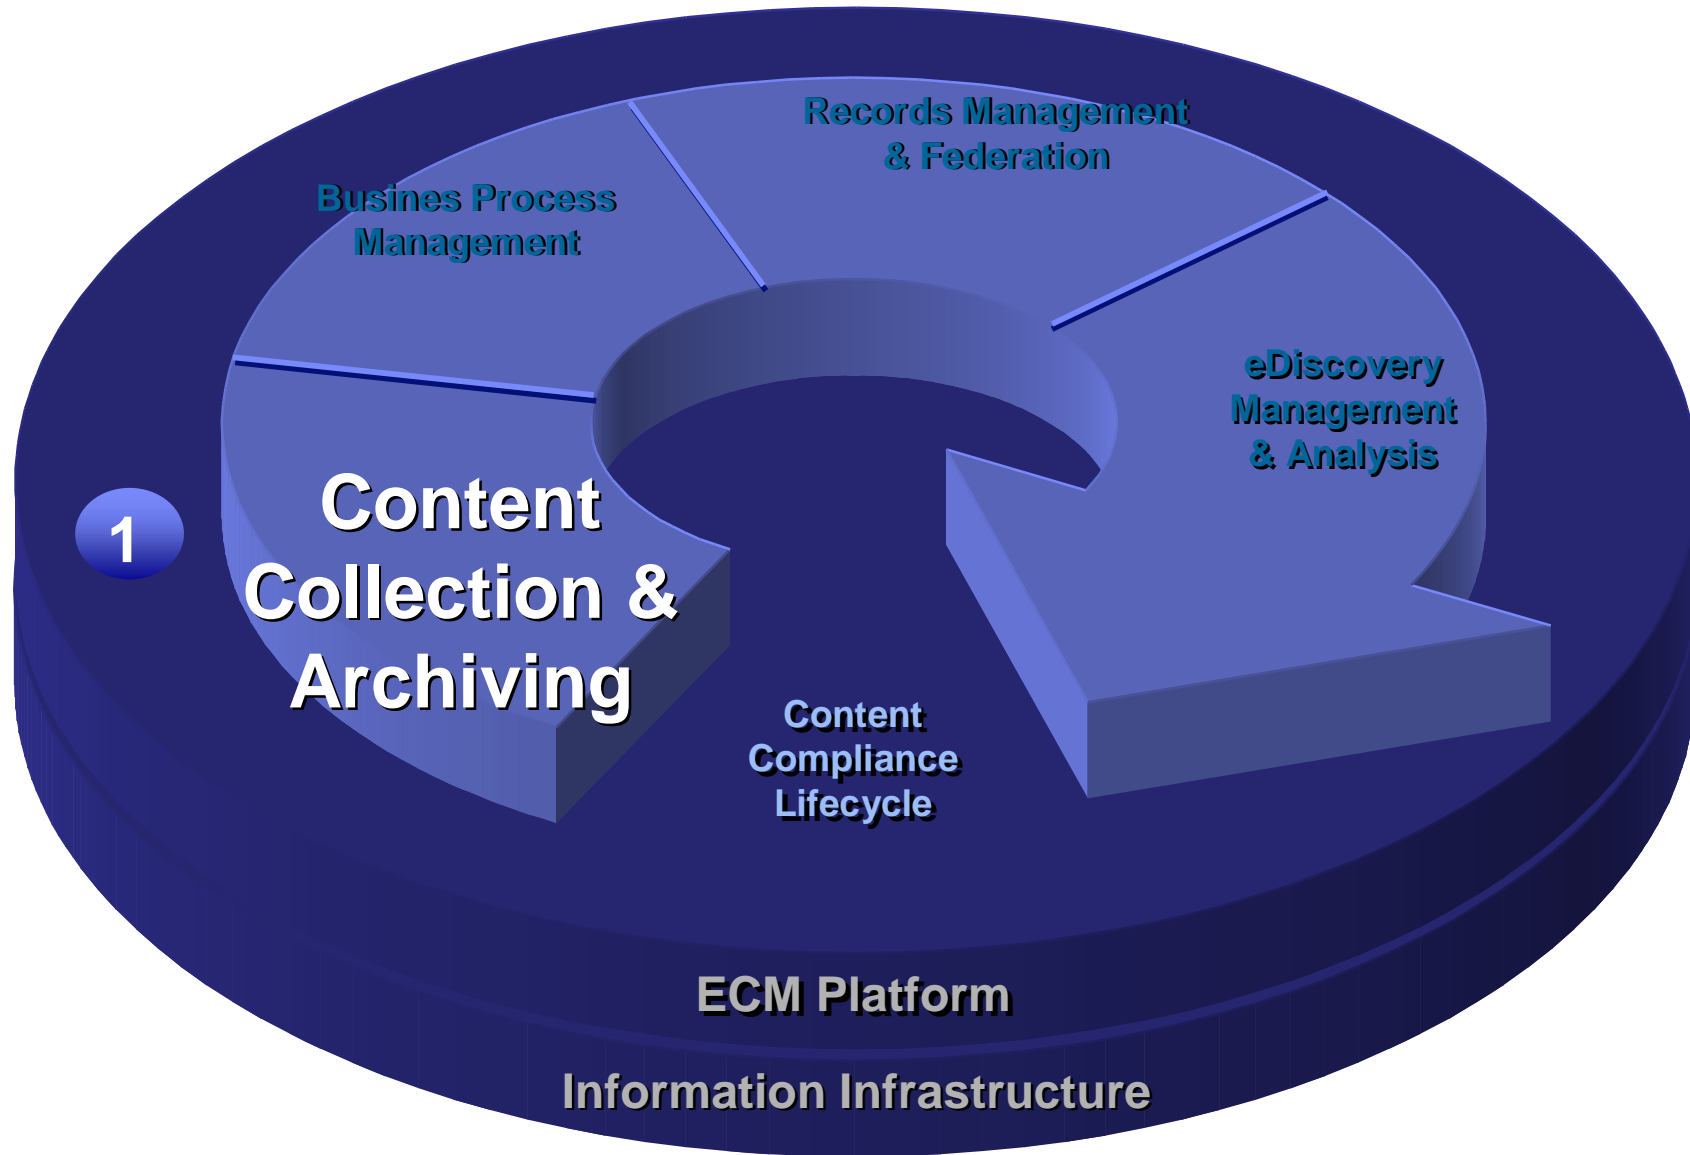 Records Management
& Federation
Busines Process
Management
eDiscovery
Management
& Analysis
1
Content
Collection &
Archiving
Content
Compliance
Lifecycle
ECM Platform
Information Infrastructure